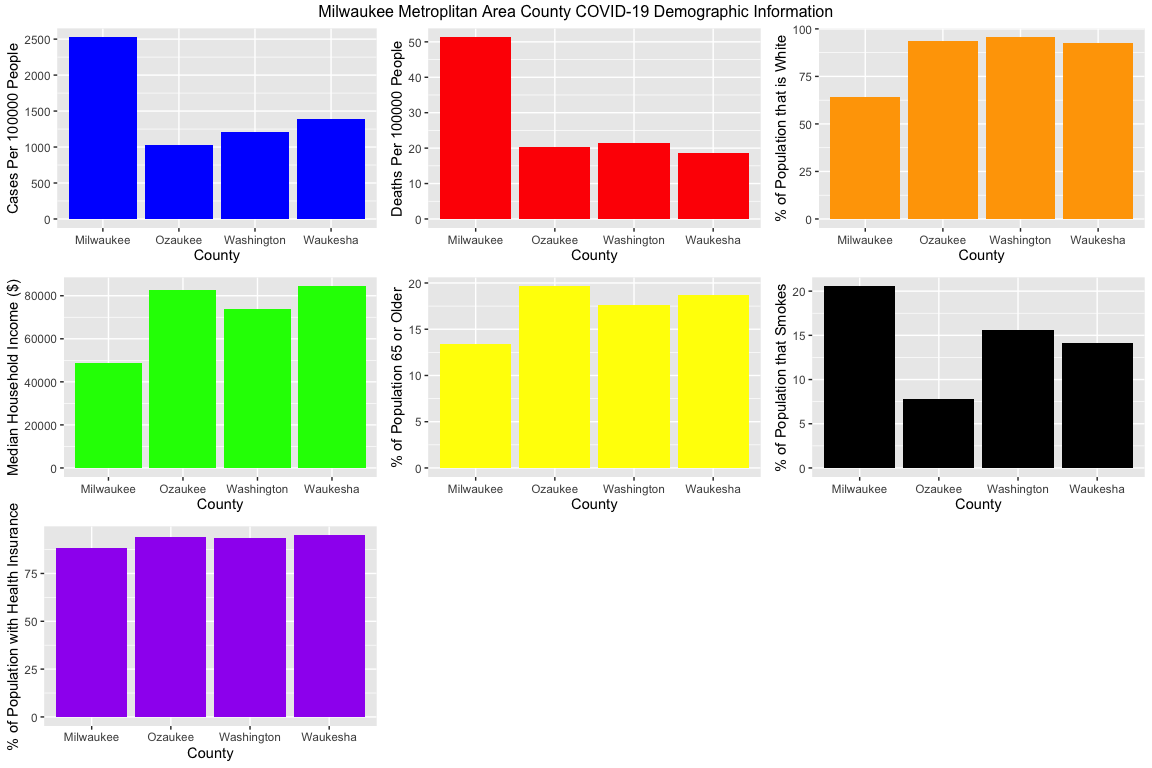 Milwaukee Metroplitan Area County COVID-19 Demographic Information
Cases Per 100000 People
2500
2000
1500
1000
500
0
Milwaukee Ozaukee Washington Waukesha
County
Deaths Per 100000 People
50
40
30
20
10
0
Milwaukee Ozaukee Washington Waukesha
County
% of Population that is White
100
75
50
25
0
Milwaukee Ozaukee Washington Waukesha
County
Median Household Income ($)
80000
60000
40000
20000
0
Milwaukee Ozaukee Washington Waukesha
County
% of Population 65 or Older
20
15
10
5
0
Milwaukee Ozaukee Washington Waukesha
County
% of Population that Smokes
20
15
10
5
0
Milwaukee Ozaukee Washington Waukesha
County
% of Population with Health Insurance
75
50
25
0
Milwaukee Ozaukee Washington Waukesha
County